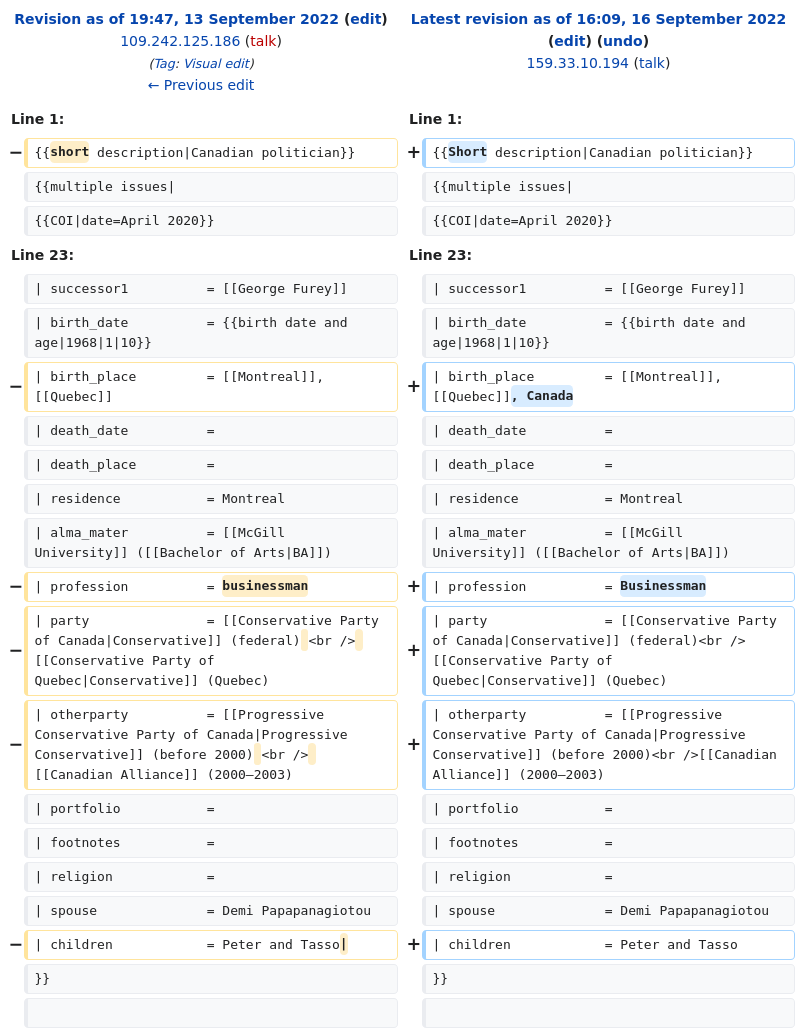 Revision as of 19:47, 13 September 2022 (edit)
109.242.125.186 (talk)
(Tag: Visual edit)
← Previous edit
Latest revision as of 16:09, 16 September 2022
(edit) (undo)
159.33.10.194 (talk)
Line 1:
Line 1:
− {{short description|Canadian politician}}
+ {{Short description|Canadian politician}}
{{multiple issues|
{{multiple issues|
{{COI|date=April 2020}}
{{COI|date=April 2020}}
Line 23:
Line 23:
| successor1 = [[George Furey]]
| successor1 = [[George Furey]]
| birth_date = {{birth date and
age|1968|1|10}}
| birth_date = {{birth date and
age|1968|1|10}}
− | birth_place = [[Montreal]],
[[Quebec]]
+ | birth_place = [[Montreal]],
[[Quebec]], Canada
| death_date =
| death_date =
| death_place =
| death_place =
| residence = Montreal
| residence = Montreal
| alma_mater = [[McGill
University]] ([[Bachelor of Arts|BA]])
| alma_mater = [[McGill
University]] ([[Bachelor of Arts|BA]])
− | profession = businessman
+ | profession = Businessman
− | party = [[Conservative Party
of Canada|Conservative]] (federal) <br />
[[Conservative Party of
Quebec|Conservative]] (Quebec)
+ | party = [[Conservative Party
of Canada|Conservative]] (federal)<br />
[[Conservative Party of
Quebec|Conservative]] (Quebec)
− | otherparty = [[Progressive
Conservative Party of Canada|Progressive
Conservative]] (before 2000) <br />
[[Canadian Alliance]] (2000–2003)
+ | otherparty = [[Progressive
Conservative Party of Canada|Progressive
Conservative]] (before 2000)<br />[[Canadian
Alliance]] (2000–2003)
| portfolio =
| portfolio =
| footnotes =
| footnotes =
| religion =
| religion =
| spouse = Demi Papapanagiotou
| spouse = Demi Papapanagiotou
− | children = Peter and Tasso|
+ | children = Peter and Tasso
}}
}}